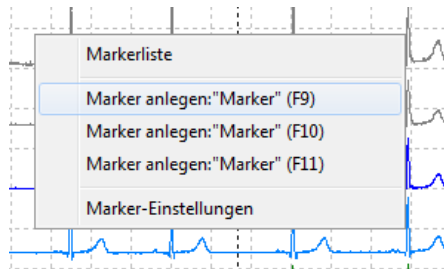 Markerliste
Marker anlegen:"Marker" (F9)
Marker anlegen:"Marker" (F10)
Marker anlegen:"Marker" (F11)
Marker-Einstellungen